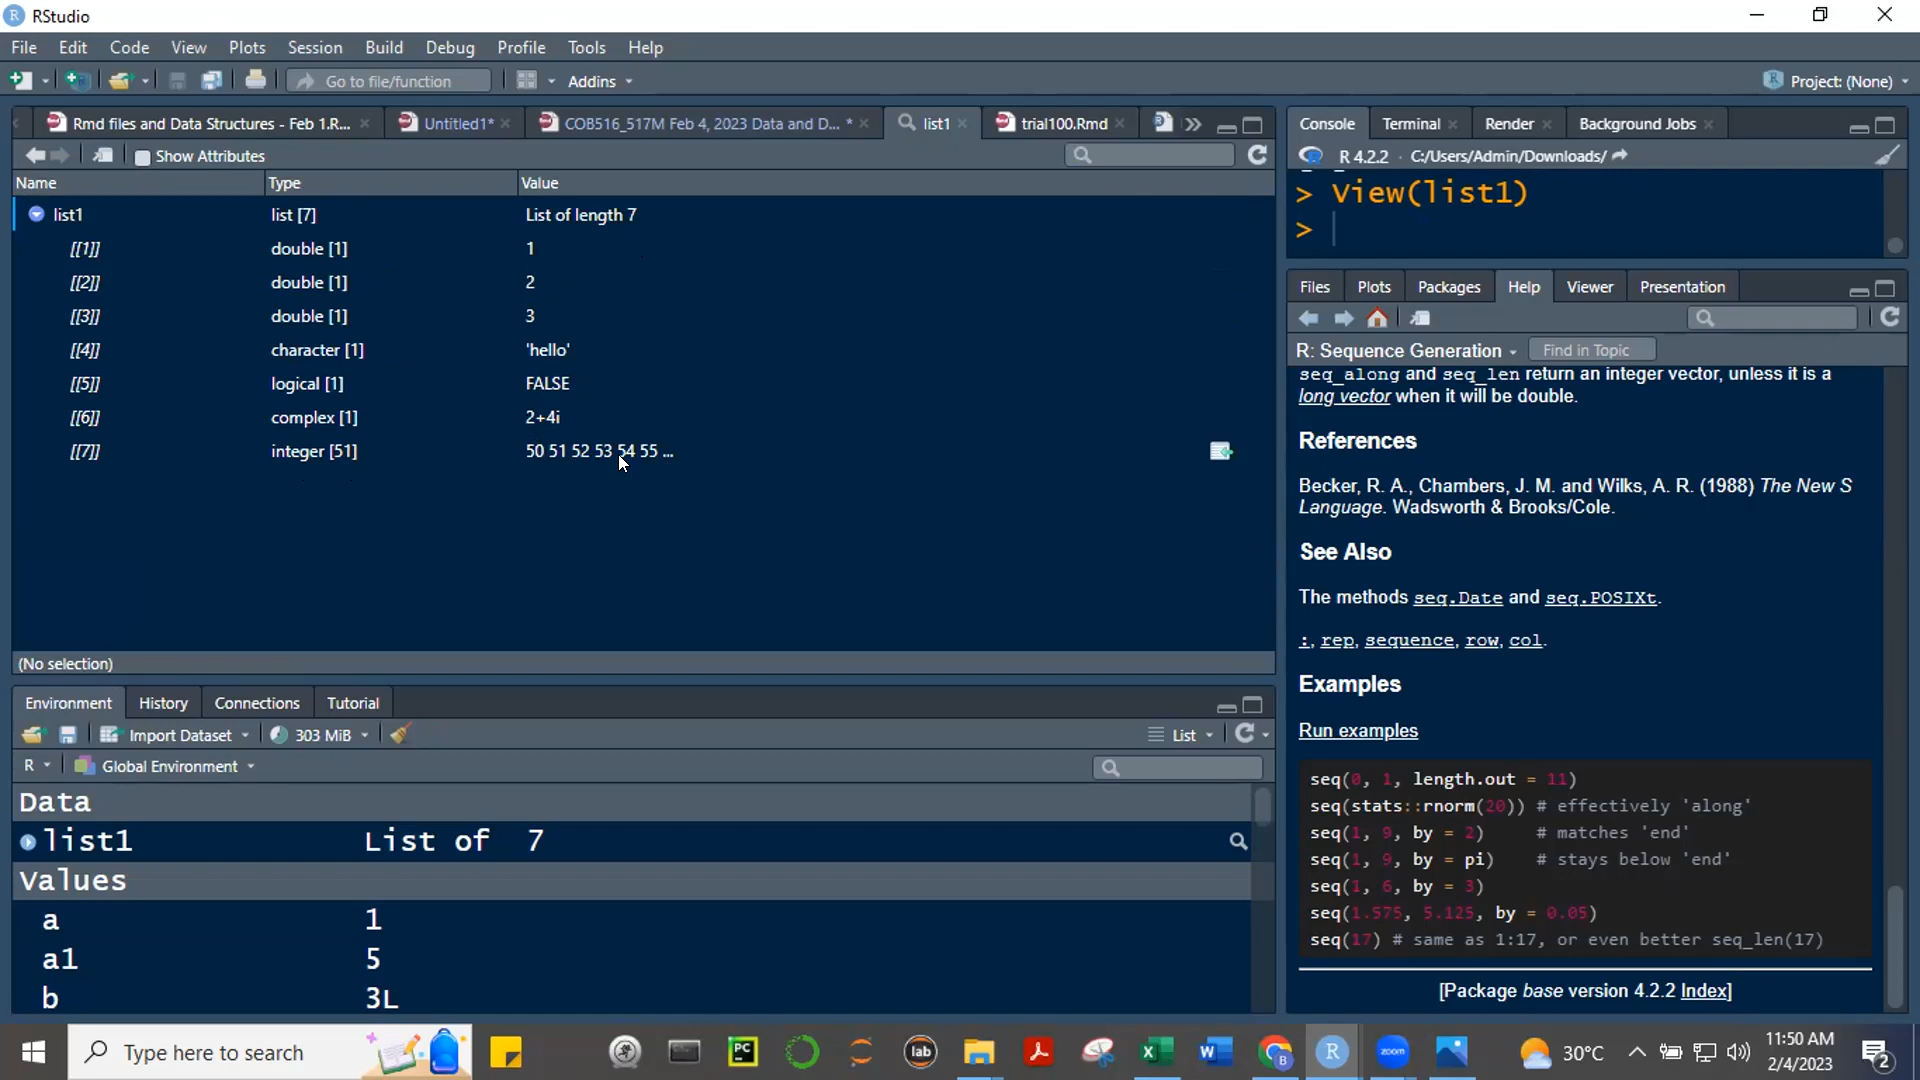 RStudio
File Edit Code View Plots Session Build Debug Profile Tools Help
Go to file/function Addins Project: (None)
Rmd files and Data Structures - Feb 1.R... Untitled1* COB516_517M Feb 4, 2023 Data and D... * list1 trial100.Rmd
Show Attributes
Name Type Value
list1 list [7] List of length 7
[[1]] double [1] 1
[[2]] double [1] 2
[[3]] double [1] 3
[[4]] character [1] 'hello'
[[5]] logical [1] FALSE
[[6]] complex [1] 2+4i
[[7]] integer [51] 50 51 52 53 54 55 ...
(No selection)
Environment History Connections Tutorial
Import Dataset 303 MiB List
R Global Environment
Data
list1 List of 7
Values
a 1
a1 5
b 3L
Console Terminal Render Background Jobs
R 4.2.2 · C:/Users/Admin/Downloads/
> View(list1)
>
Files Plots Packages Help Viewer Presentation
R: Sequence Generation Find in Topic
seq_along and seq_len return an integer vector, unless it is a
long vector when it will be double.
References
Becker, R. A., Chambers, J. M. and Wilks, A. R. (1988) The New S
Language. Wadsworth & Brooks/Cole.
See Also
The methods seq.Date and seq.POSIXt.
:, rep, sequence, row, col.
Examples
Run examples
seq(0, 1, length.out = 11)
seq(stats::rnorm(20)) # effectively 'along'
seq(1, 9, by = 2) # matches 'end'
seq(1, 9, by = pi) # stays below 'end'
seq(1, 6, by = 3)
seq(1.575, 5.125, by = 0.05)
seq(17) # same as 1:17, or even better seq_len(17)
[Package base version 4.2.2 Index]
Type here to search PC lab zoom 30°C 11:50 AM
2/4/2023 2